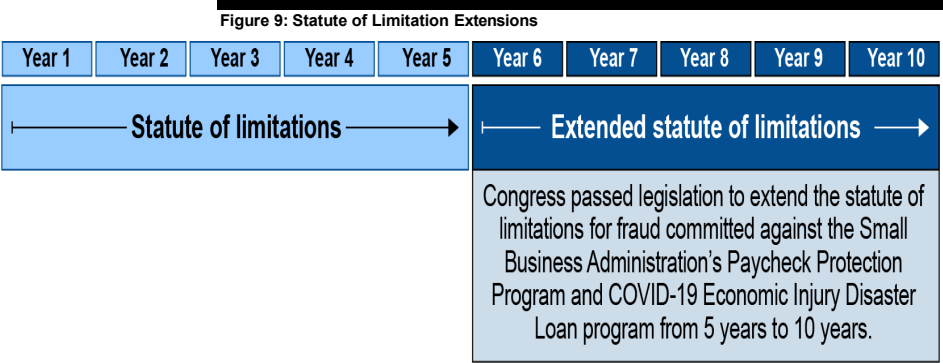 Figure 9: Statute of Limitation Extensions
Year 1 Year 2 Year 3 Year 4 Year 5 Year 6 Year 7 Year 8 Year 9 Year 10
Statute of limitations Extended statute of limitations
Congress passed legislation to extend the statute of
limitations for fraud committed against the Small
Business Administration's Paycheck Protection
Program and COVID-19 Economic Injury Disaster
Loan program from 5 years to 10 years.